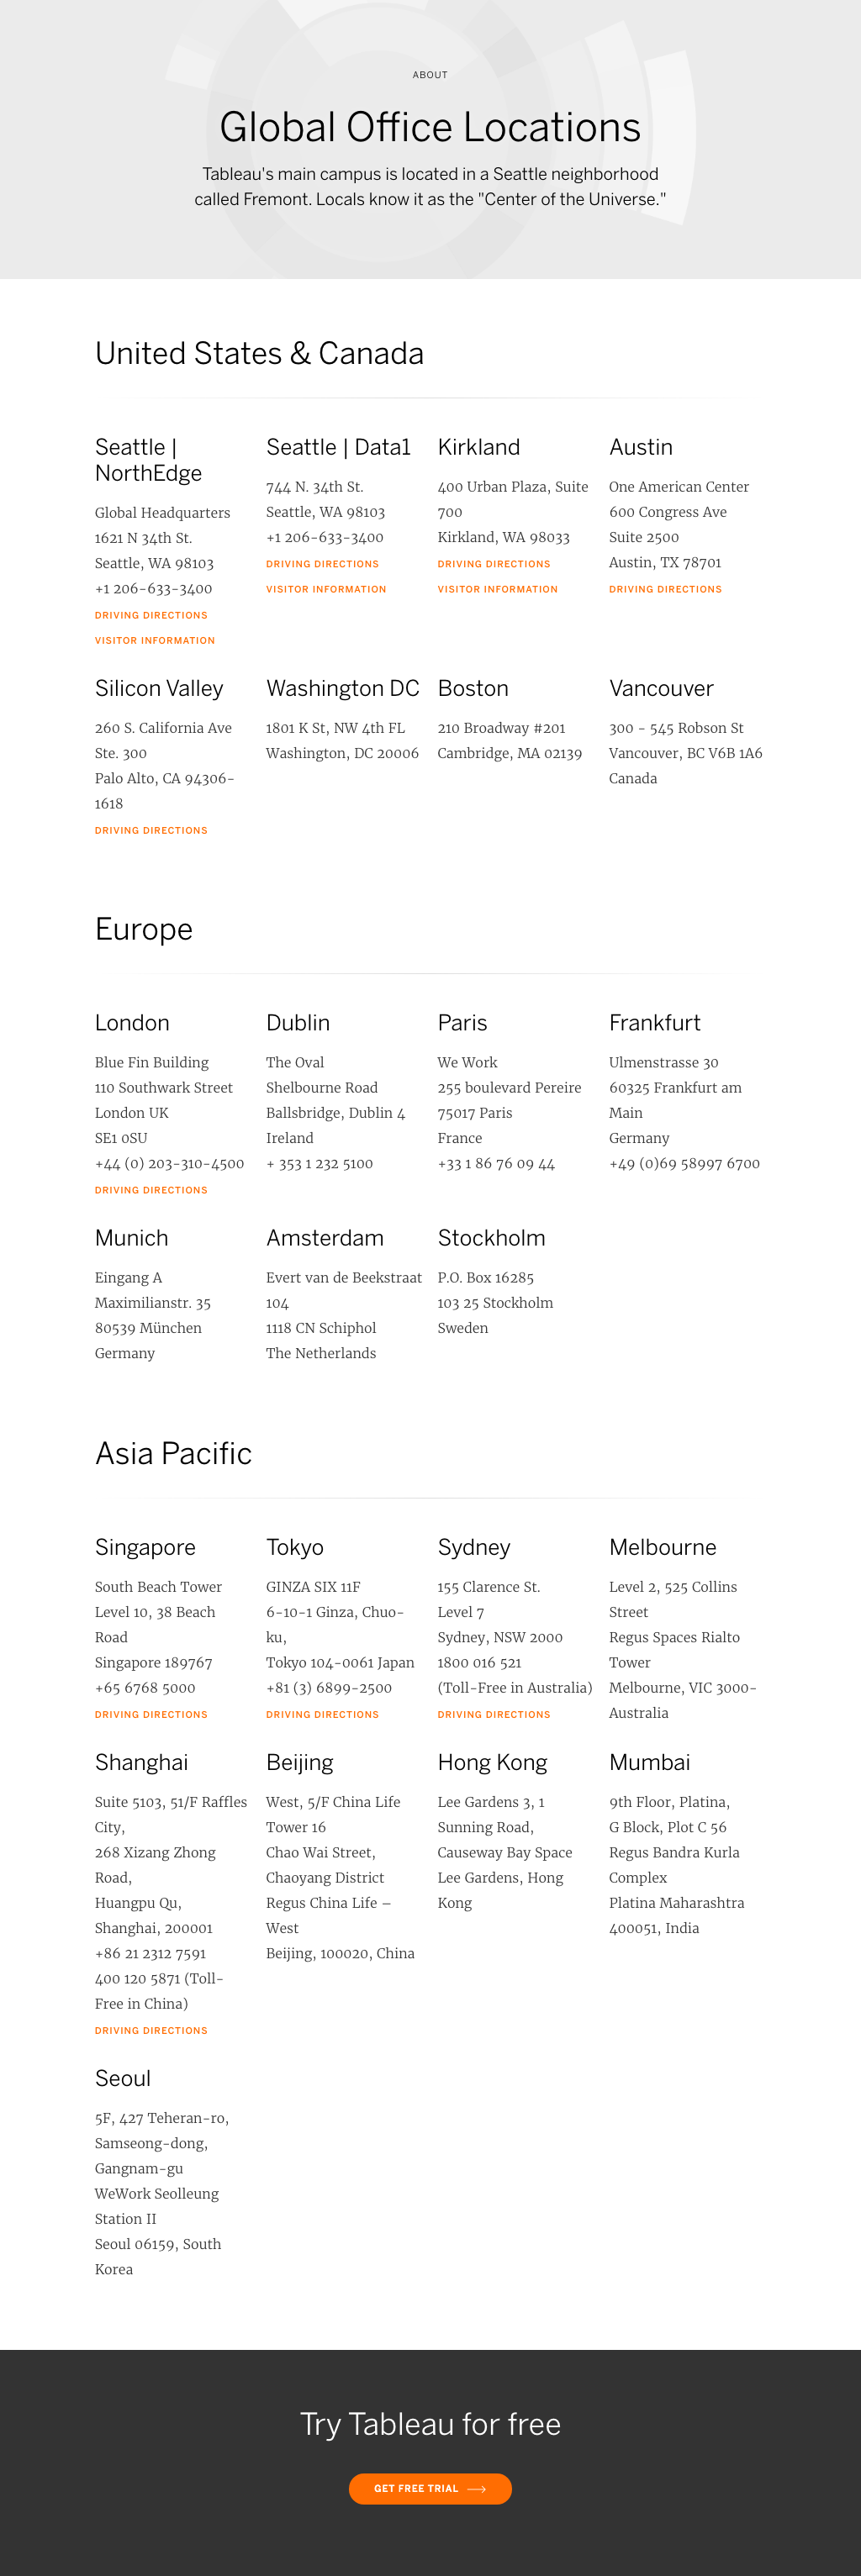 ABOUT
Global Office Locations
Tableau's main campus is located in a Seattle neighborhood
called Fremont. Locals know it as the "Center of the Universe."
United States & Canada
Seattle |
NorthEdge
Global Headquarters
1621 N 34th St.
Seattle, WA 98103
+1 206-633-3400
DRIVING DIRECTIONS
VISITOR INFORMATION
Seattle | Data1
744 N. 34th St.
Seattle, WA 98103
+1 206-633-3400
DRIVING DIRECTIONS
VISITOR INFORMATION
Kirkland
400 Urban Plaza, Suite
700
Kirkland, WA 98033
DRIVING DIRECTIONS
VISITOR INFORMATION
Austin
One American Center
600 Congress Ave
Suite 2500
Austin, TX 78701
DRIVING DIRECTIONS
Silicon Valley
260 S. California Ave
Ste. 300
Palo Alto, CA 94306-
1618
DRIVING DIRECTIONS
Washington DC
1801 K St, NW 4th FL
Washington, DC 20006
Boston
210 Broadway #201
Cambridge, MA 02139
Vancouver
300 - 545 Robson St
Vancouver, BC V6B 1A6
Canada
Europe
London
Blue Fin Building
110 Southwark Street
London UK
SE1 0SU
+44 (0) 203-310-4500
DRIVING DIRECTIONS
Dublin
The Oval
Shelbourne Road
Ballsbridge, Dublin 4
Ireland
+ 353 1 232 5100
Paris
We Work
255 boulevard Pereire
75017 Paris
France
+33 1 86 76 09 44
Frankfurt
Ulmenstrasse 30
60325 Frankfurt am
Main
Germany
+49 (0)69 58997 6700
Munich
Eingang A
Maximilianstr. 35
80539 München
Germany
Amsterdam
Evert van de Beekstraat
104
1118 CN Schiphol
The Netherlands
Stockholm
P.O. Box 16285
103 25 Stockholm
Sweden
Asia Pacific
Singapore
South Beach Tower
Level 10, 38 Beach
Road
Singapore 189767
+65 6768 5000
DRIVING DIRECTIONS
Tokyo
GINZA SIX 11F
6-10-1 Ginza, Chuo-
ku,
Tokyo 104-0061 Japan
+81 (3) 6899-2500
DRIVING DIRECTIONS
Sydney
155 Clarence St.
Level 7
Sydney, NSW 2000
1800 016 521
(Toll-Free in Australia)
DRIVING DIRECTIONS
Melbourne
Level 2, 525 Collins
Street
Regus Spaces Rialto
Tower
Melbourne, VIC 3000-
Australia
Shanghai
Suite 5103, 51/F Raffles
City,
268 Xizang Zhong
Road,
Huangpu Qu,
Shanghai, 200001
+86 21 2312 7591
400 120 5871 (Toll-
Free in China)
DRIVING DIRECTIONS
Beijing
West, 5/F China Life
Tower 16
Chao Wai Street,
Chaoyang District
Regus China Life –
West
Beijing, 100020, China
Hong Kong
Lee Gardens 3, 1
Sunning Road,
Causeway Bay Space
Lee Gardens, Hong
Kong
Mumbai
9th Floor, Platina,
G Block, Plot C 56
Regus Bandra Kurla
Complex
Platina Maharashtra
400051, India
Seoul
5F, 427 Teheran-ro,
Samseong-dong,
Gangnam-gu
WeWork Seolleung
Station II
Seoul 06159, South
Korea
Try Tableau for free
GET FREE TRIAL